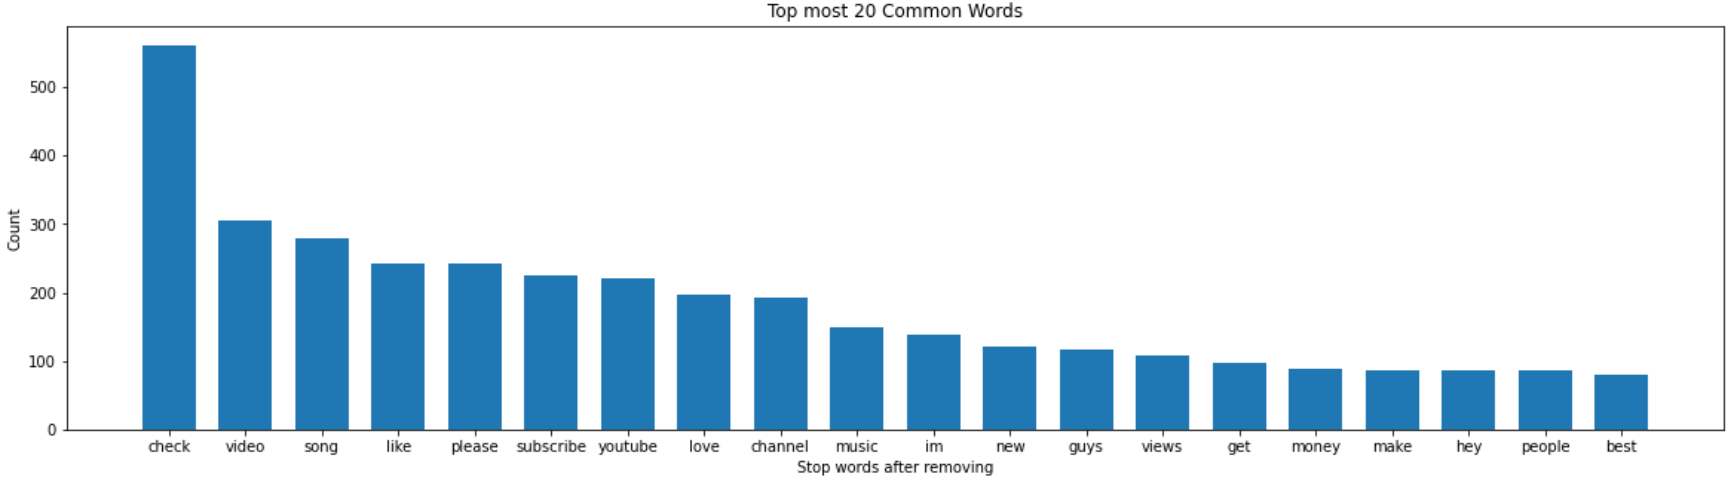 Top most 20 Common Words
Count
500
400
300
200
100
0
check video song like please subscribe youtube love channel music im new guys views get money make hey people best
Stop words after removing